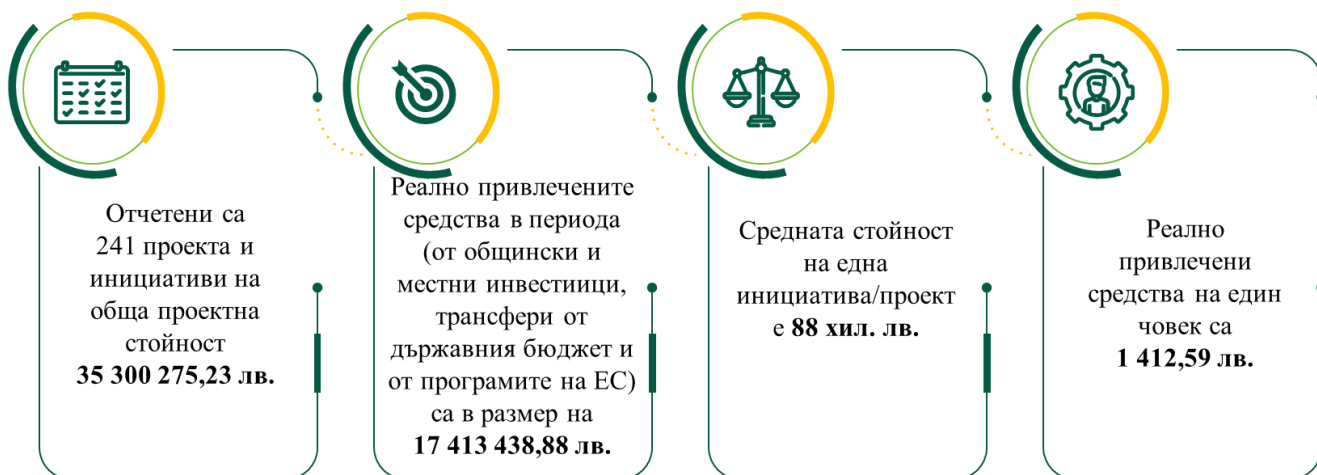 Отчетени са
241 проекта и
инициативи на
обща проектна
стойност
35 300 275,23 лв.
Реално привлечените
средства в периода
(от общински и
местни инвестиици,
трансфери от
държавния бюджет и
от програмите на ЕС)
са в размер на
17 413 438,88 лв.
Средната стойност
на една
инициатива/проект
е 88 хил. лв.
Реално
привлечени
средства на един
човек са
1 412,59 лв.